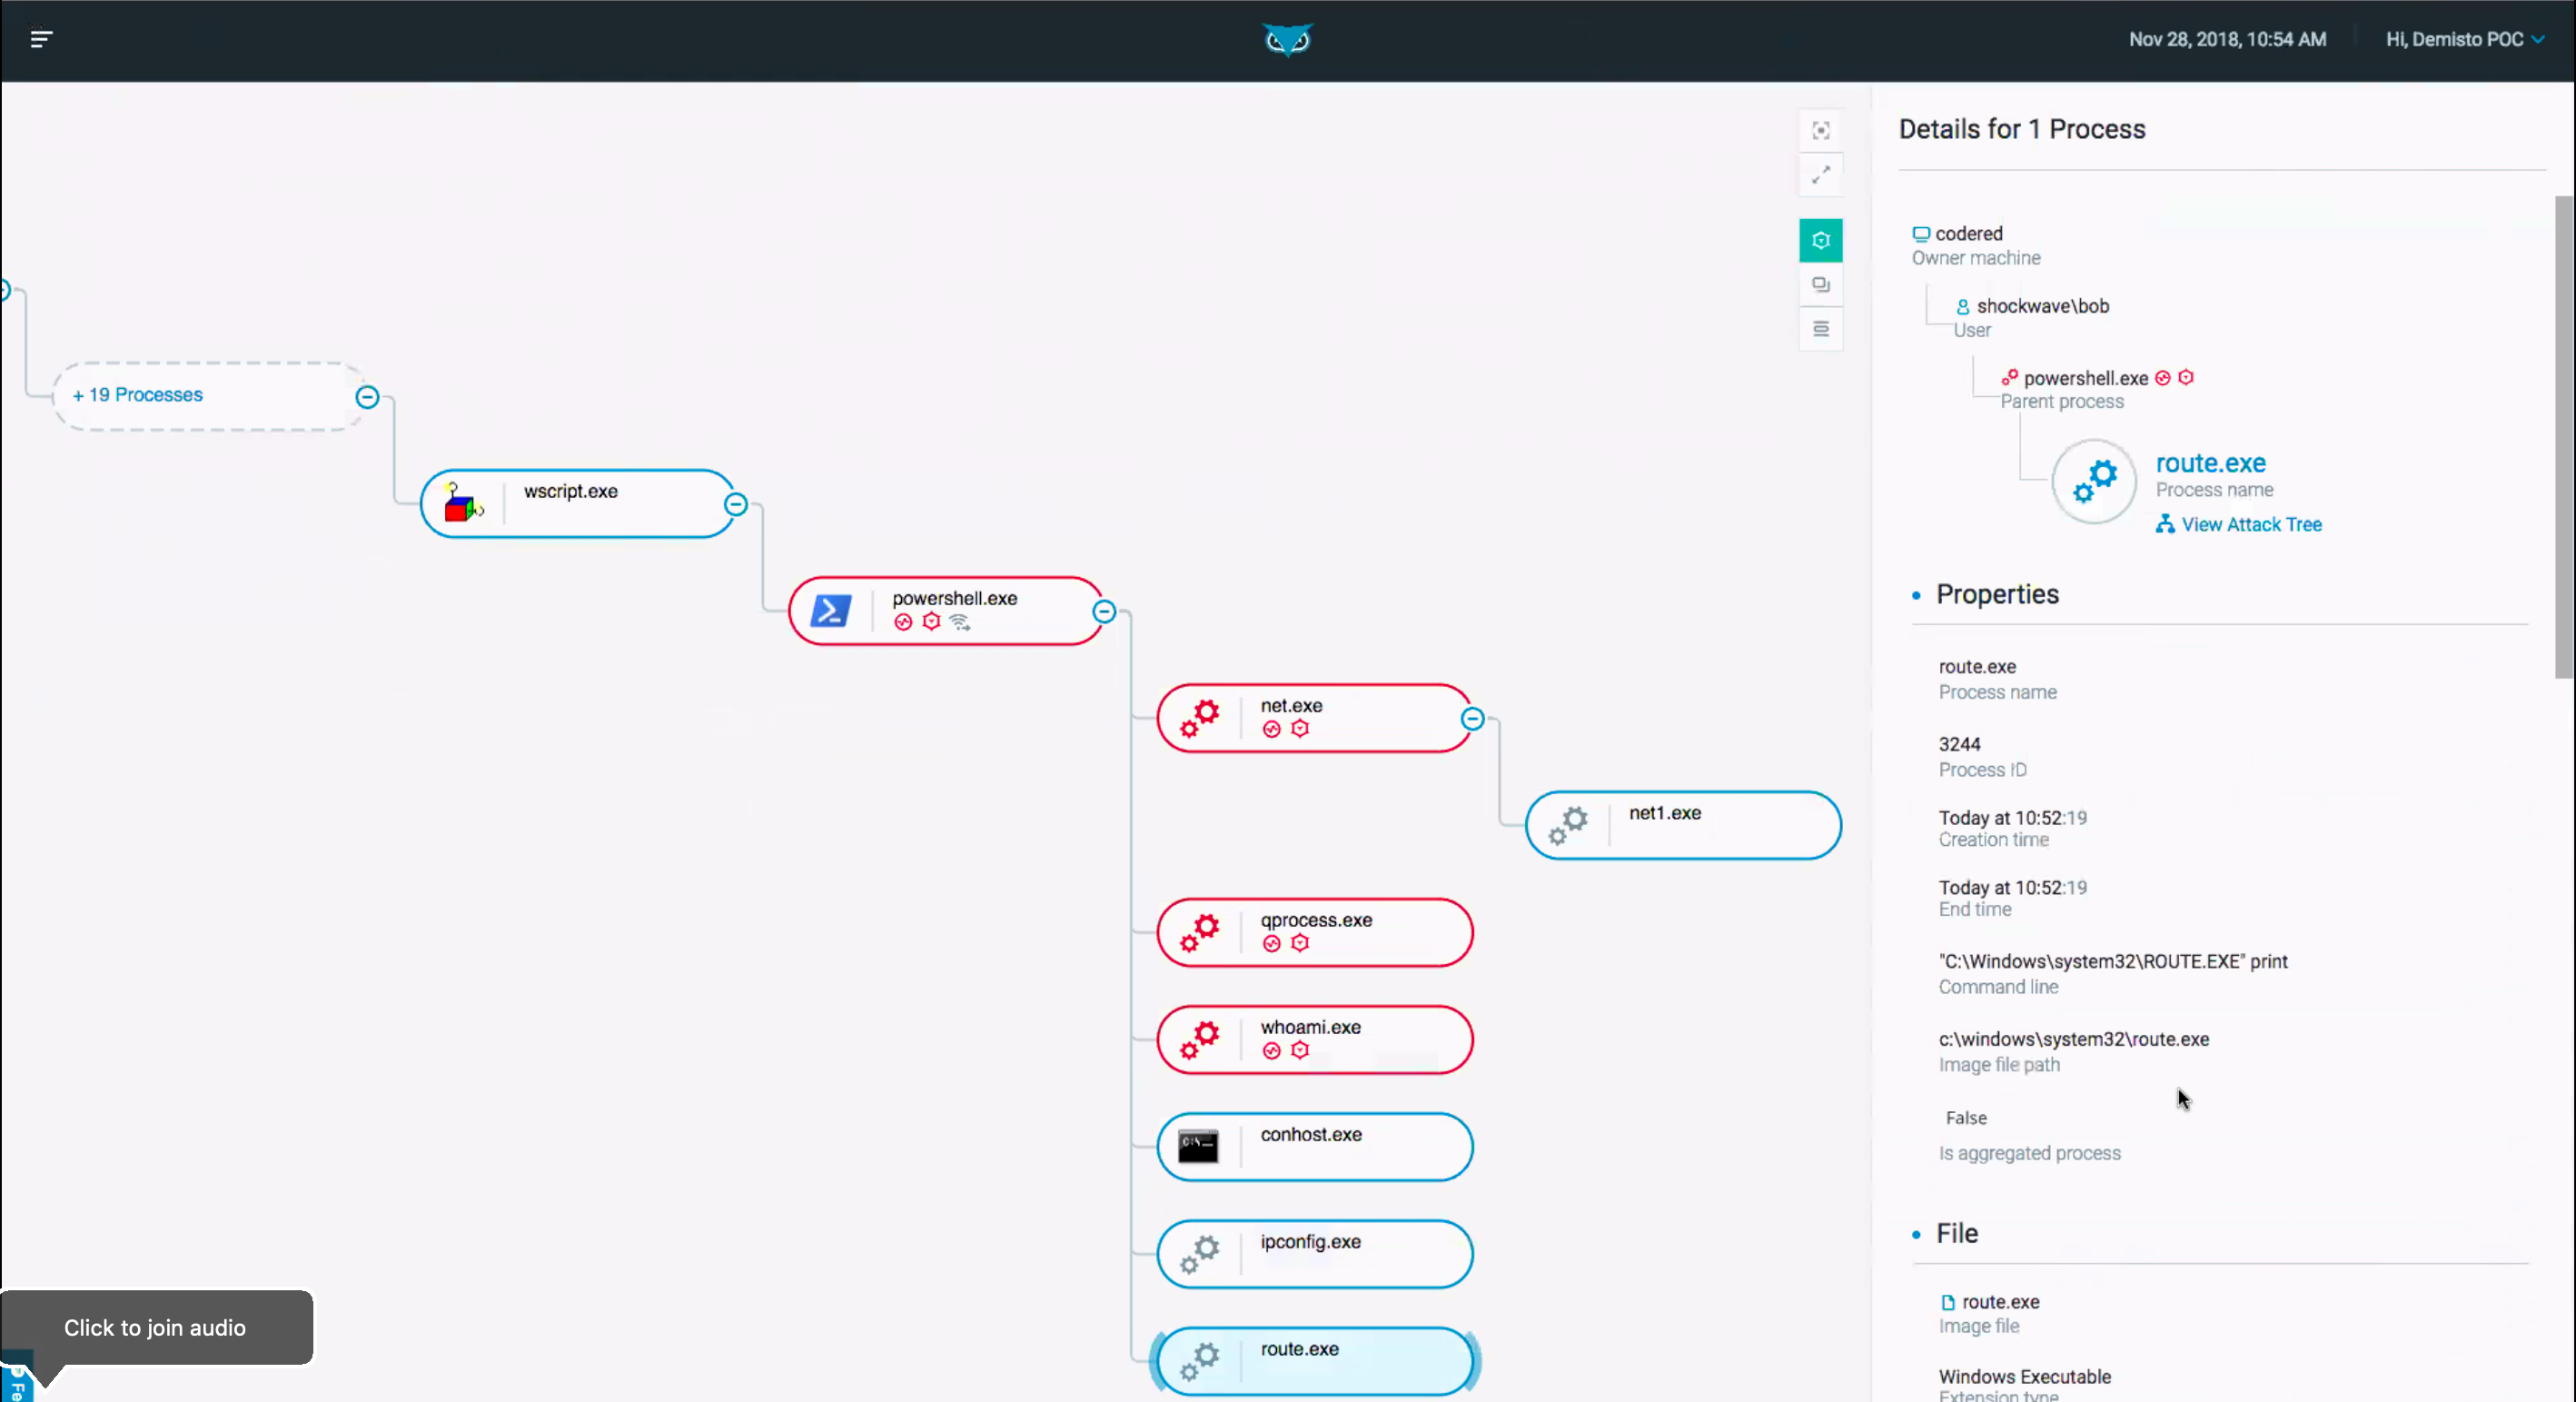 Nov 28, 2018, 10:54 AM
Hi, Demisto POC
+ 19 Processes
wscript.exe
powershell.exe
net.exe
net1.exe
qprocess.exe
whoami.exe
C:\
conhost.exe
ipconfig.exe
route.exe
Click to join audio
Fe
Details for 1 Process
codered
Owner machine
shockwave\bob
User
powershell.exe
Parent process
route.exe
Process name
View Attack Tree
• Properties
route.exe
Process name
3244
Process ID
Today at 10:52:19
Creation time
Today at 10:52:19
End time
"C:\Windows\system32\ROUTE.EXE" print
Command line
c:\windows\system32\route.exe
Image file path
False
Is aggregated process
• File
route.exe
Image file
Windows Executable
Extension type